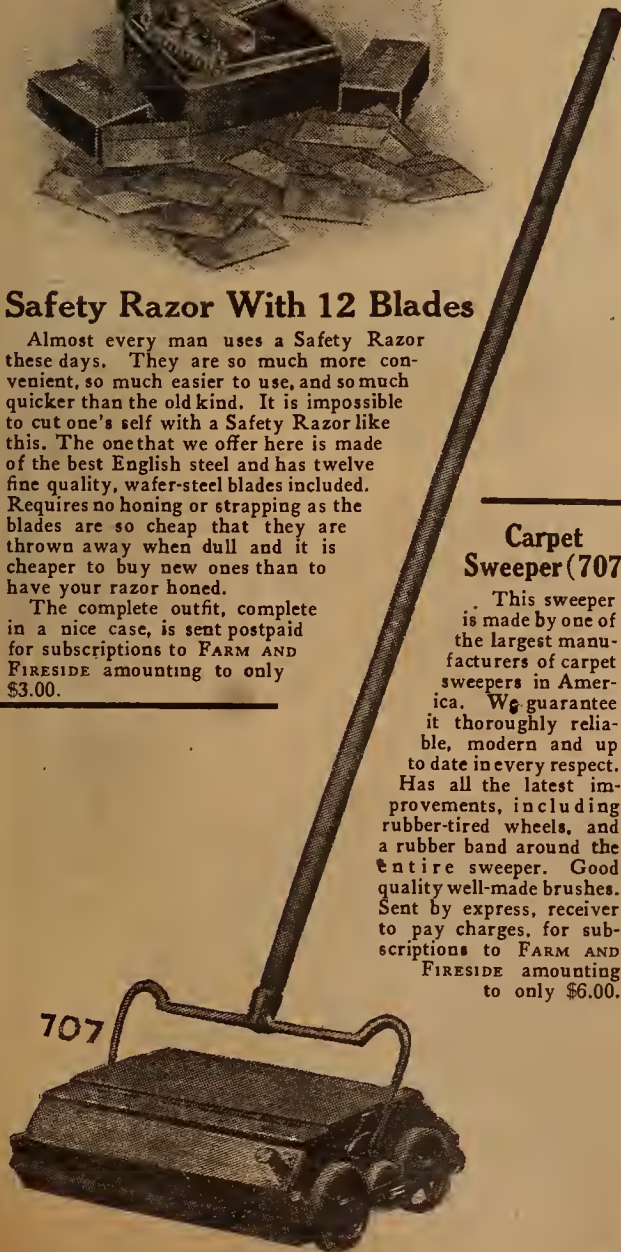 Safety Razor With 12 Blades
Almost every man uses a Safety Razor
these days. They are so much more con-
venient, so much easier to use, and so much
quicker than the old kind. It is impossible
to cut one's self with a Safety Razor like
this. The one that we offer here is made
of the best English steel and has twelve
fine quality, wafer-steel blades included.
Requires no honing or strapping as the
blades are so cheap that they are
thrown away when dull and it is
cheaper to buy new ones than to
have your razor honed.
The complete outfit, complete
in a nice case, is sent postpaid
for subscriptions to FARM AND
FIRESIDE amounting to only
$3.00.
Carpet
Sweeper (707
This sweeper
is made by one of
the largest manu-
facturers of carpet
sweepers in Amer-
ica. We guarantee
it thoroughly relia-
ble, modern and up
to date in every respect.
Has all the latest im-
provements, including
rubber-tired wheels, and
a rubber band around the
entire sweeper. Good
quality well-made brushes.
Sent by express, receiver
to pay charges, for sub-
scriptions to FARM AND
FIRESIDE amounting
to only $6.00.
707